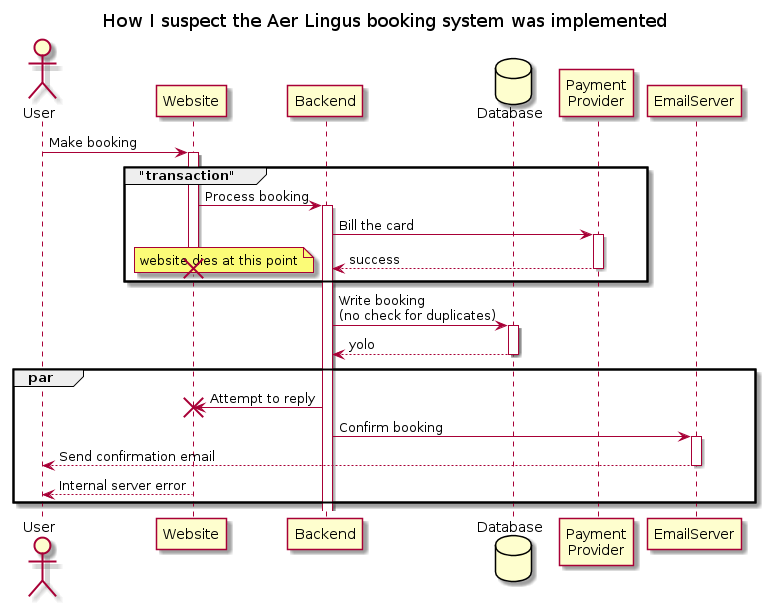 How I suspect the Aer Lingus booking system was implemented
User
Website
Backend
Database
Payment
Provider
EmailServer
Make booking
"transaction"
Process booking
Bill the card
website dies at this point
success
Write booking
(no check for duplicates)
yolo
par
Attempt to reply
Confirm booking
Send confirmation email
Internal server error
User
Website
Backend
Database
Payment
Provider
EmailServer